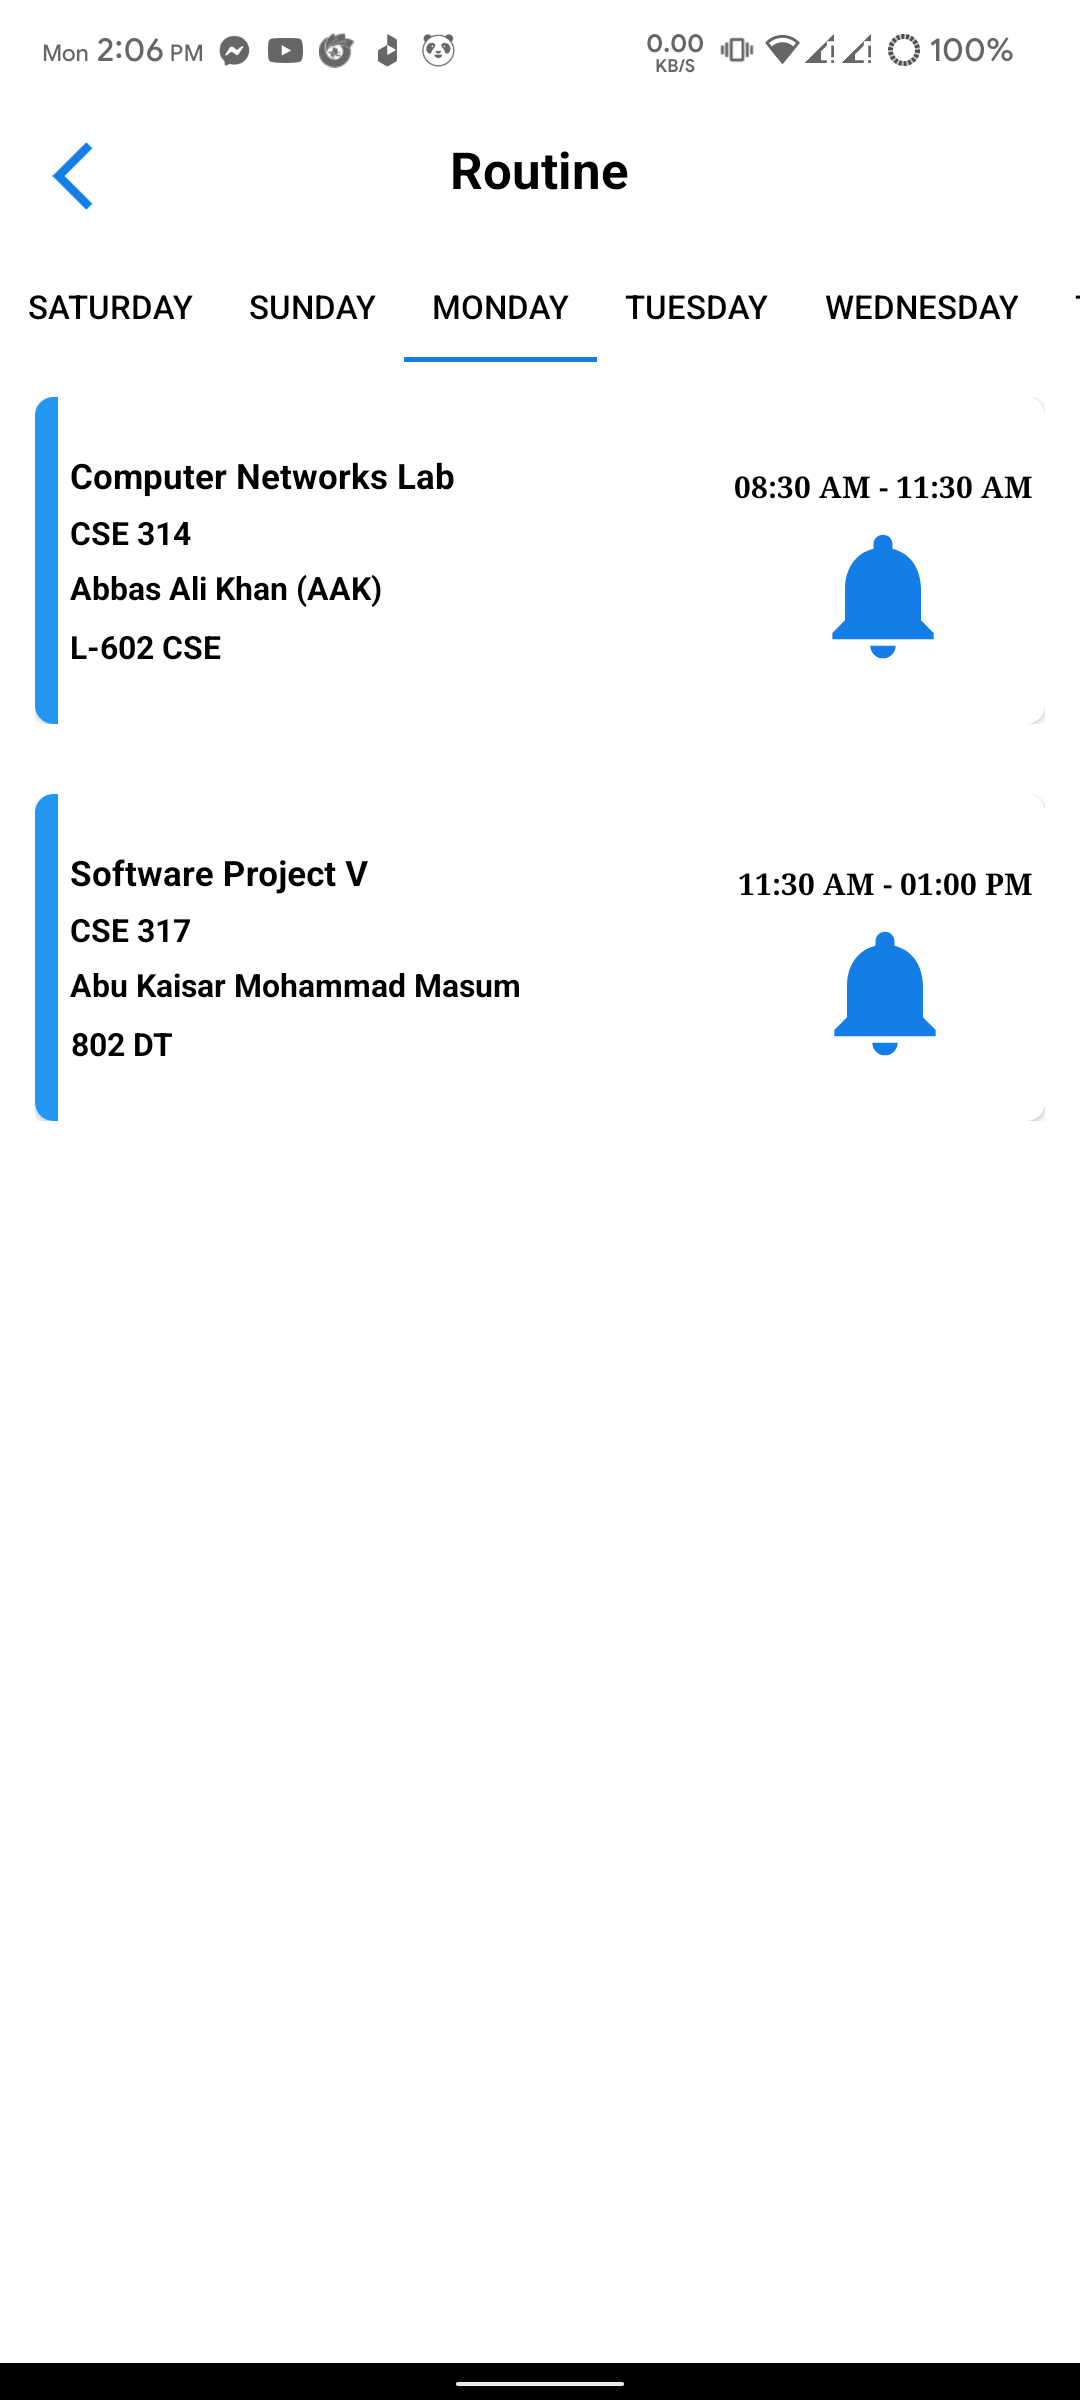 Mon 2:06 PM 0.00 KB/S 100%
Routine
SATURDAY SUNDAY MONDAY TUESDAY WEDNESDAY
Computer Networks Lab
08:30 AM - 11:30 AM
CSE 314
Abbas Ali Khan (AAK)
L-602 CSE
Software Project V
11:30 AM - 01:00 PM
CSE 317
Abu Kaisar Mohammad Masum
802 DT